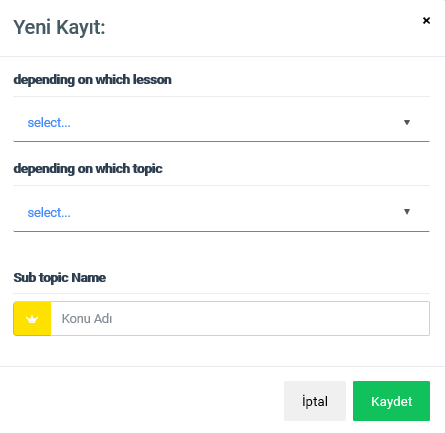 Yeni Kayıt:
×
depending on which lesson
select...
depending on which topic
select...
Sub topic Name
Konu Adı
İptal
Kaydet